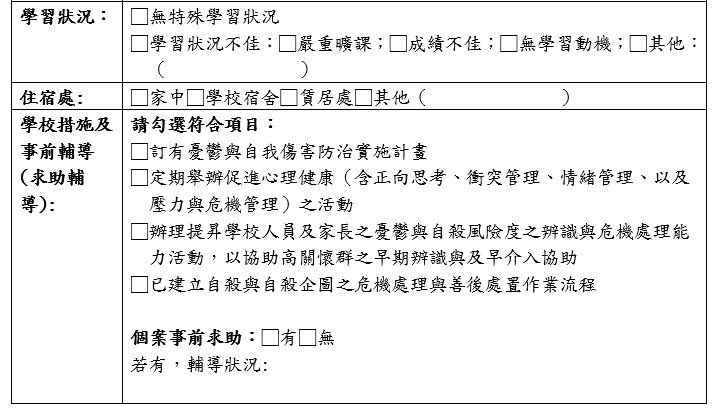 學習狀況： □無特殊學習狀況
□學習狀況不佳：□嚴重曠課；□成績不佳；□無學習動機；□其他：
（　　　　　　　）
住宿處: □家中□學校宿舍□賃居處□其他（　　　　　　　）
學校措施及
事前輔導
(求助輔
導):
請勾選符合項目：
□訂有憂鬱與自我傷害防治實施計畫
□定期舉辦促進心理健康（含正向思考、衝突管理、情緒管理、以及
壓力與危機管理）之活動
□辦理提昇學校人員及家長之憂鬱與自殺風險度之辨識與危機處理能
力活動，以協助高關懷群之早期辨識與及早介入協助
□已建立自殺與自殺企圖之危機處理與善後處置作業流程
個案事前求助：□有□無
若有，輔導狀況: